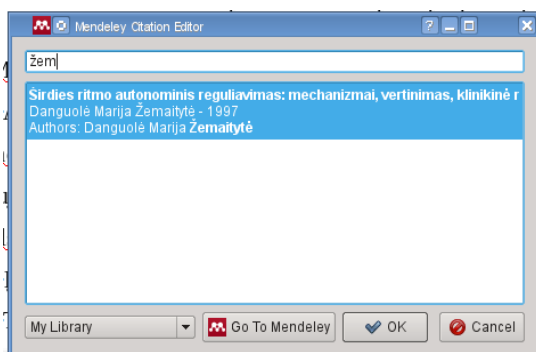 Mendeley Citation Editor
žem
Širdies ritmo autonominis reguliavimas: mechanizmai, vertinimas, klinikinė r
Danguolė Marija Žemaitytė - 1997
Authors: Danguolė Marija Žemaitytė
My Library
Go To Mendeley
OK
Cancel